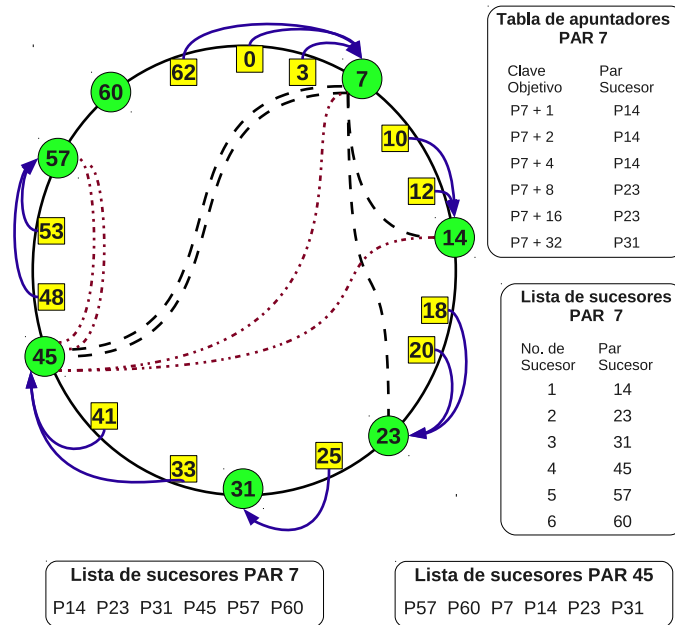 62
0
3
7
60
57
10
12
14
53
48
45
18
20
23
41
33
25
31
Tabla de apuntadores
PAR 7
Clave Par
Objetivo Sucesor
P7 + 1 P14
P7 + 2 P14
P7 + 4 P14
P7 + 8 P23
P7 + 16 P23
P7 + 32 P31
Lista de sucesores
PAR 7
No. de Par
Sucesor Sucesor
1 14
2 23
3 31
4 45
5 57
6 60
Lista de sucesores PAR 7
P14 P23 P31 P45 P57 P60
Lista de sucesores PAR 45
P57 P60 P7 P14 P23 P31